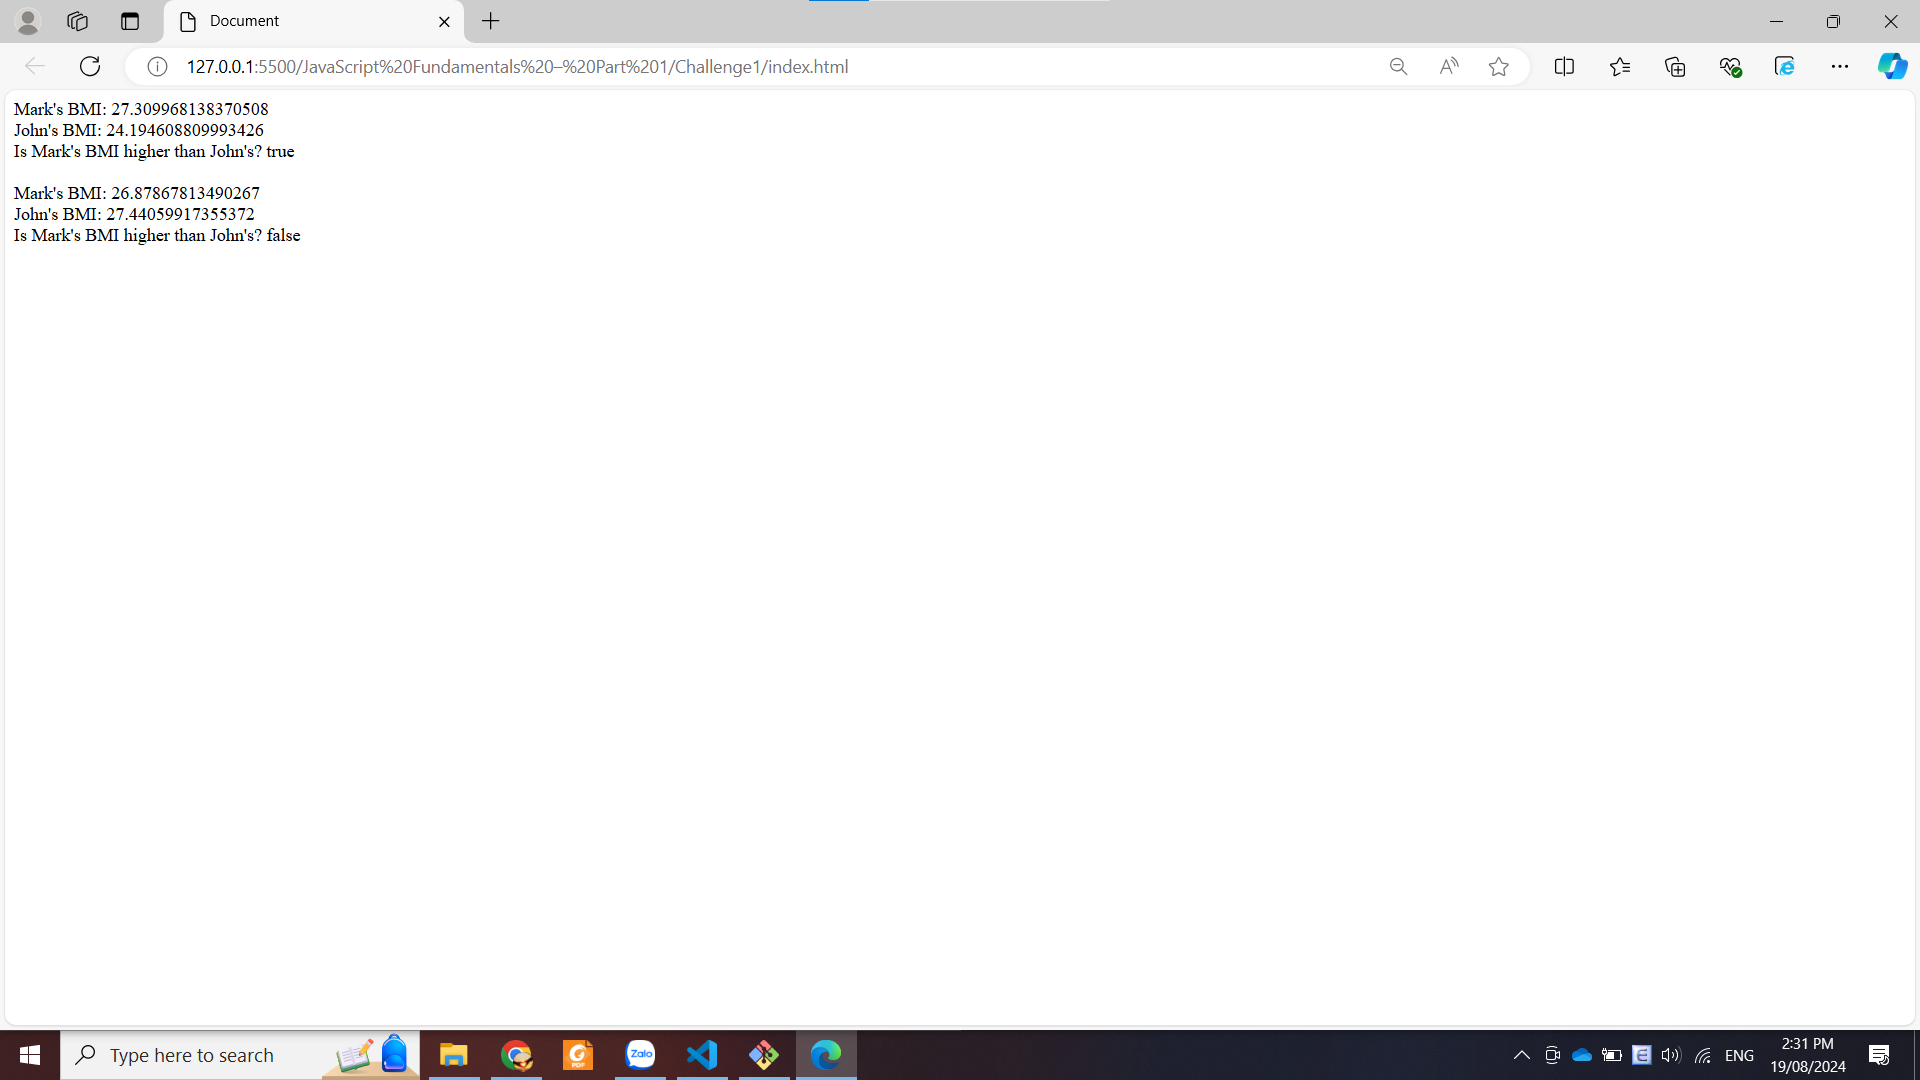 Document
127.0.0.1:5500/JavaScript%20Fundamentals%20–%20Part%201/Challenge1/index.html
Mark's BMI: 27.309968138370508
John's BMI: 24.194608809993426
Is Mark's BMI higher than John's? true
Mark's BMI: 26.87867813490267
John's BMI: 27.44059917355372
Is Mark's BMI higher than John's? false
Type here to search
PDF
Zalo
ENG
2:31 PM
19/08/2024